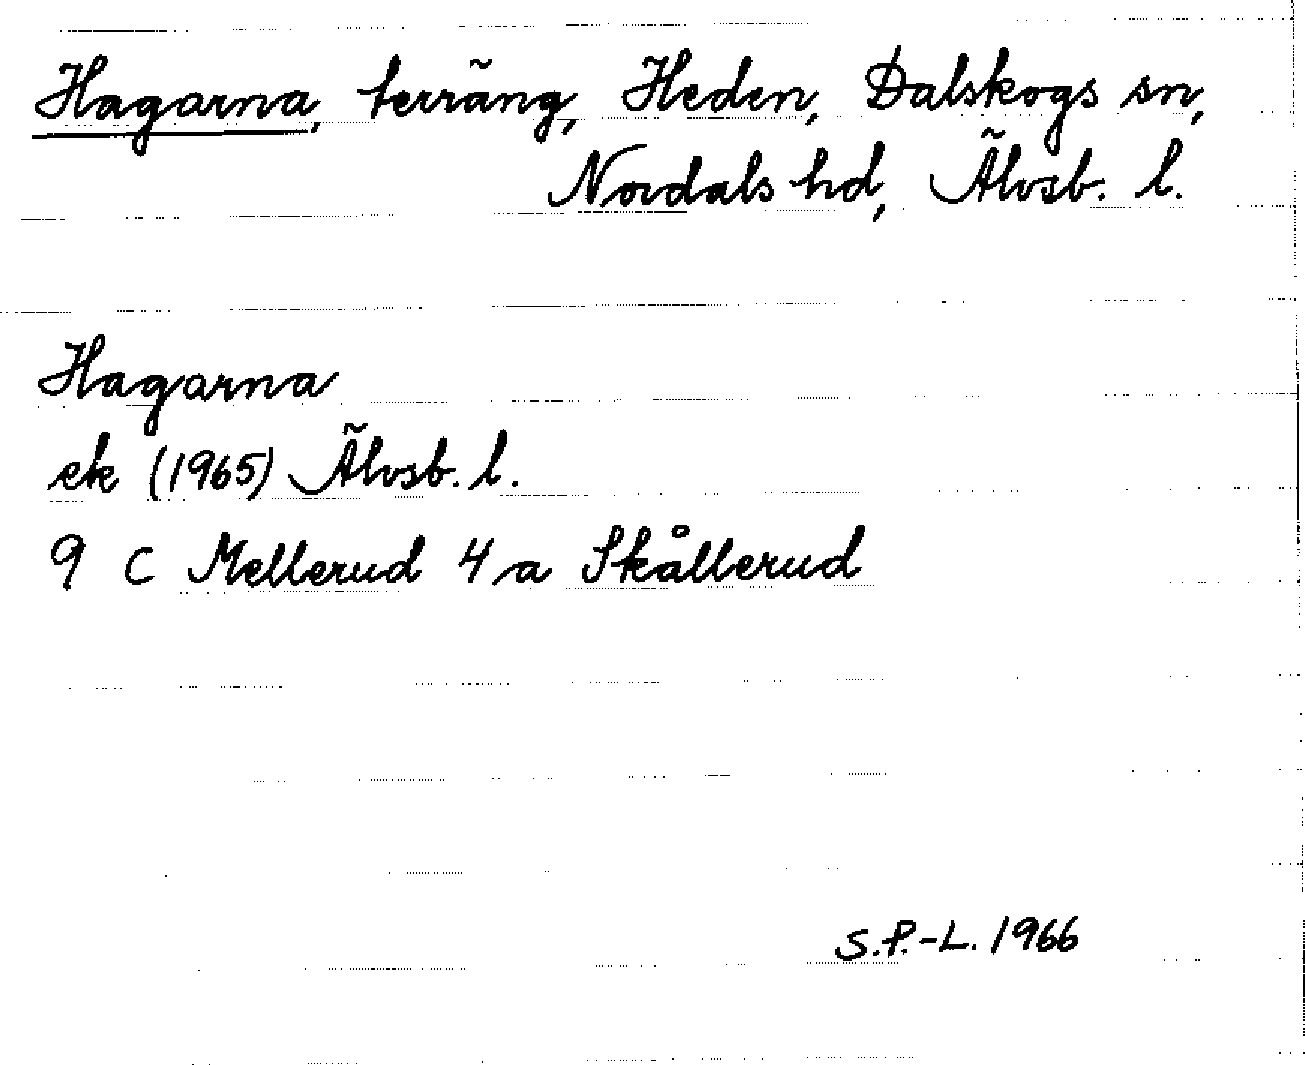 Hagarna, terräng, Heden, Dalskogs sn,
Nordals hd, Älvsb. l.
Hagarna
ek (1965) Älvsb. l.
9 C Mellerud 4 a Skållerud
S.P.-L. 1966